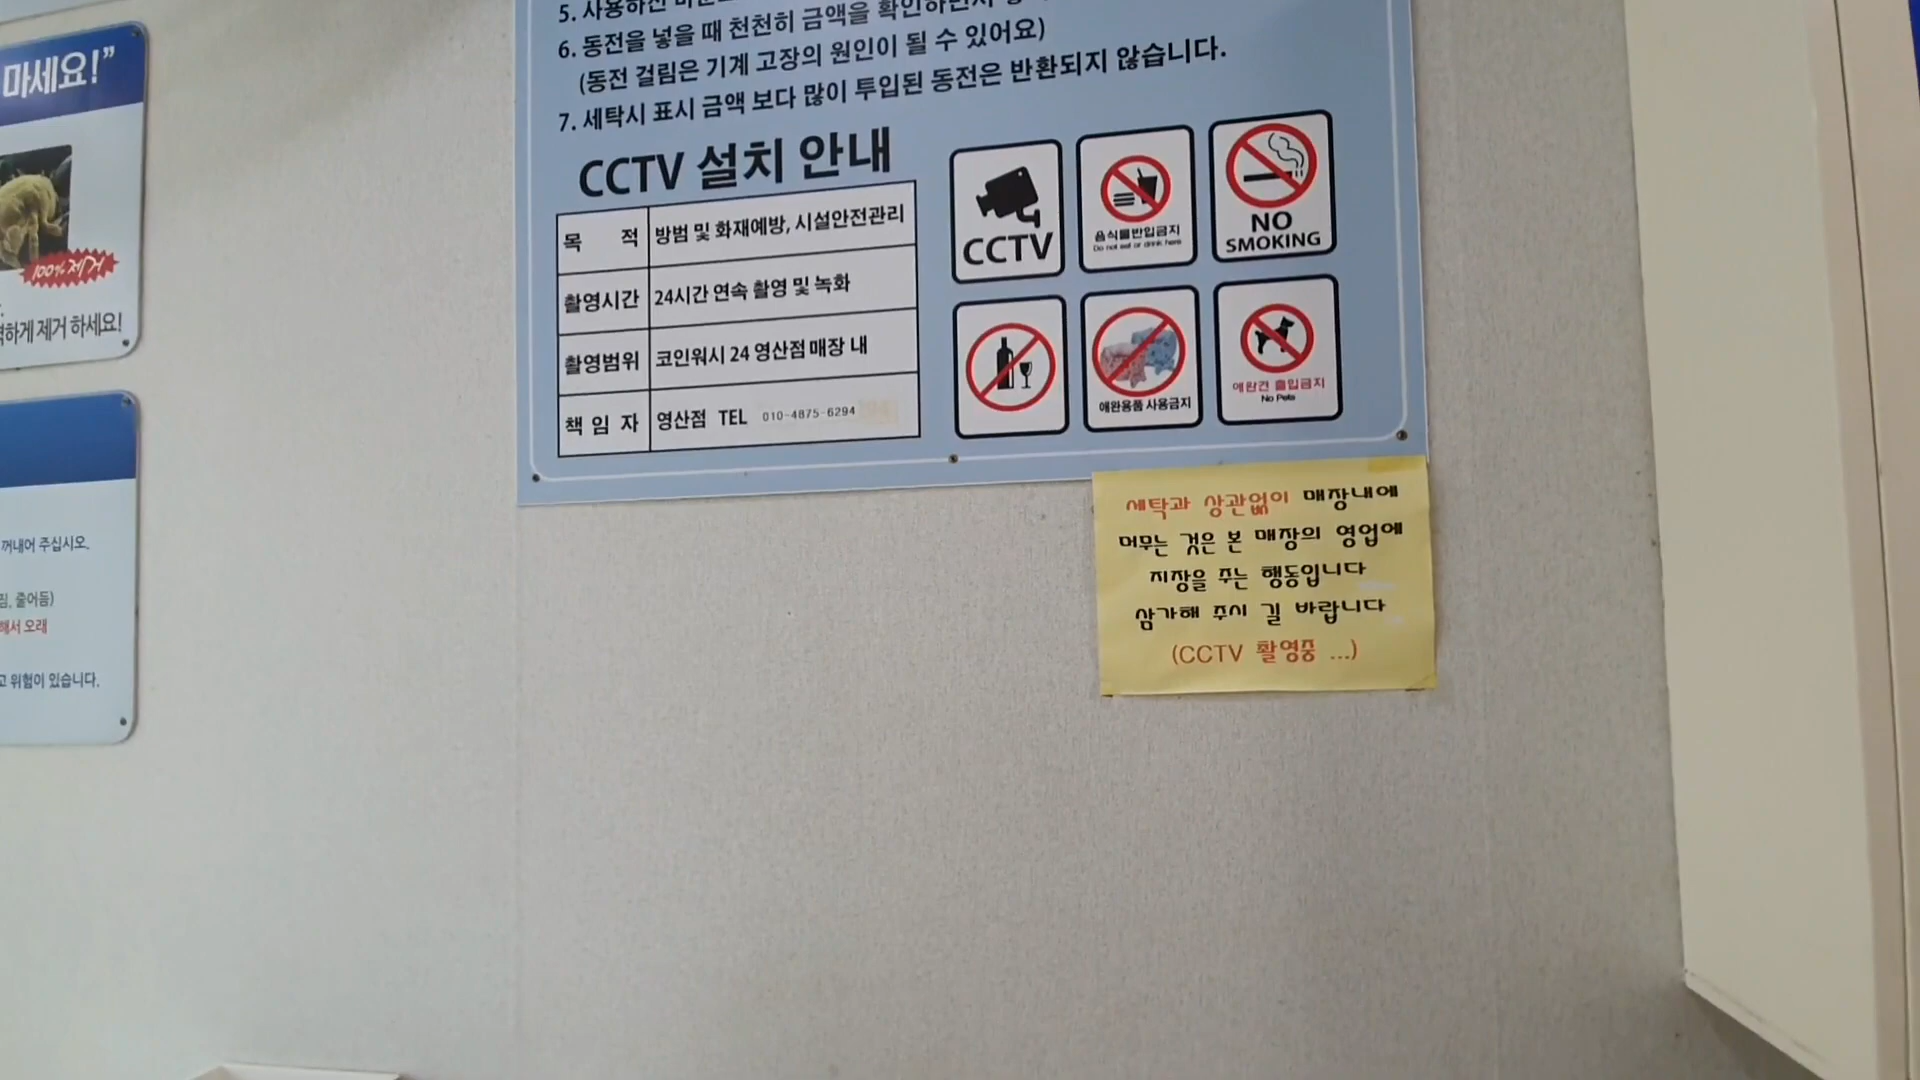 마세요!”
100% 제거
하게 제거 하세요!
꺼내어 주십시오.
줄어듬)
해서 오래
고 위험이 있습니다.
5. 사용하신
6. 동전을 넣을 때 천천히 금액을 확인하면서
(동전 걸림은 기계 고장의 원인이 될 수 있어요)
7. 세탁시 표시 금액 보다 많이 투입된 동전은 반환되지 않습니다.
CCTV 설치 안내
목 적 방범 및 화재예방, 시설안전관리
촬영시간 24시간 연속 촬영 및 녹화
촬영범위 코인워시 24 영산점 매장 내
책 임 자 영산점 TEL 010-4875-6294
CCTV
음식물반입금지
Do not eat or drink here
NO
SMOKING
애완용품 사용금지
애완견 출입금지
No Pets
세탁과 상관없이 매장내에
머무는 것은 본 매장의 영업에
지장을 주는 행동입니다
삼가해 주시 길 바랍니다
(CCTV 촬영중 ...)